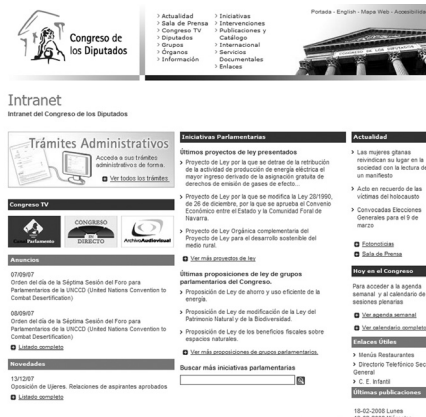 Congreso de
los Diputados
> Actualidad
> Sala de Prensa
> Congreso TV
> Diputados
> Grupos
> Órganos
> Información
> Iniciativas
> Intervenciones
> Publicaciones y
Catálogo
> Internacional
> Servicios
Documentales
> Enlaces
Portada - English - Mapa Web - Accesibilida
CONGRESO DE LOS DIPUTADOS
Intranet
Intranet del Congreso de los Diputados
Trámites Administrativos
Acceda a sus trámites
administrativos de forma.
Ver todos los trámites.
Congreso TV
Parlamento
CONGRESO
EN
DIRECTO
ArchivoAudiovisual
Anuncios
07/09/07
Orden del día de la Séptima Sesión del Foro para
Parlamentarios de la UNCCD (United Nations Convention to
Combat Desertification)
08/09/07
Orden del día de la Séptima Sesión del Foro para
Parlamentarios de la UNCCD (United Nations Convention to
Combat Desertification)
Listado completo
Novedades
13/12/07
Oposición de Ujieres. Relaciones de aspirantes aprobados
Listado completo
Iniciativas Parlamentarias
Últimos proyectos de ley presentados
> Proyecto de Ley por la que se detrae de la retribución
de la actividad de producción de energía eléctrica el
mayor ingreso derivado de la asignación gratuita de
derechos de emisión de gases de efecto...
> Proyecto de Ley por la que se modifica la Ley 28/1990,
de 26 de diciembre, por la que se aprueba el Convenio
Económico entre el Estado y la Comunidad Foral de
Navarra.
> Proyecto de Ley Orgánica complementaria del
Proyecto de Ley para el desarrollo sostenible del
medio rural.
Ver más proyectos de ley
Últimas proposiciones de ley de grupos
parlamentarios del Congreso.
> Proposición de Ley de ahorro y uso eficiente de la
energía.
> Proposición de Ley de modificación de la Ley del
Patrimonio Natural y de la Biodiversidad.
> Proposición de Ley de los beneficios fiscales sobre
espacios naturales.
Ver más proposiciones de grupos parlamentarios.
Buscar más iniciativas parlamentarias
Actualidad
> Las mujeres gitanas
reivindican su lugar en la
sociedad con la lectura de
un manifiesto
> Acto en recuerdo de las
víctimas del holocausto
> Convocadas Elecciones
Generales para el 9 de
marzo
Fotonoticias
Sala de Prensa
Hoy en el Congreso
Para acceder a la agenda
semanal y al calendario de
sesiones plenarias
Ver agenda semanal
Ver calendario completo
Enlaces Útiles
> Menús Restaurantes
> Directorio Telefónico Sec
General
> C. E. Infantil
Últimas publicaciones
18-02-2008 Lunes